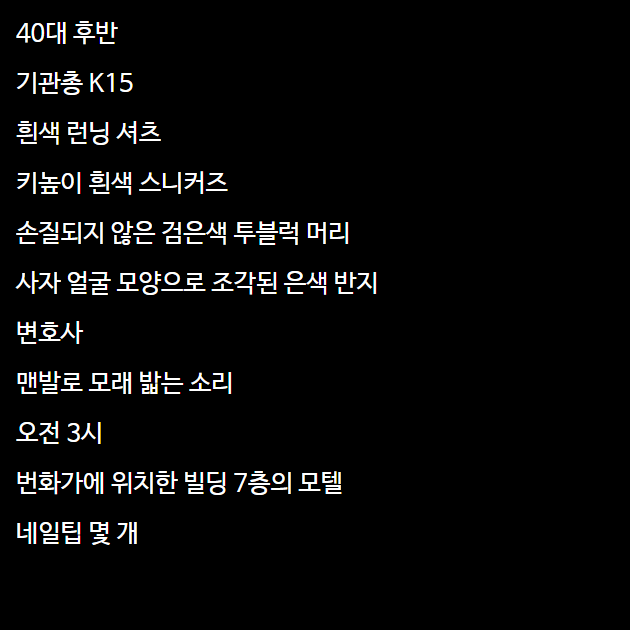 40대 후반
기관총 K15
흰색 런닝 셔츠
키높이 흰색 스니커즈
손질되지 않은 검은색 투블럭 머리
사자 얼굴 모양으로 조각된 은색 반지
변호사
맨발로 모래 밟는 소리
오전 3시
번화가에 위치한 빌딩 7층의 모텔
네일팁 몇 개